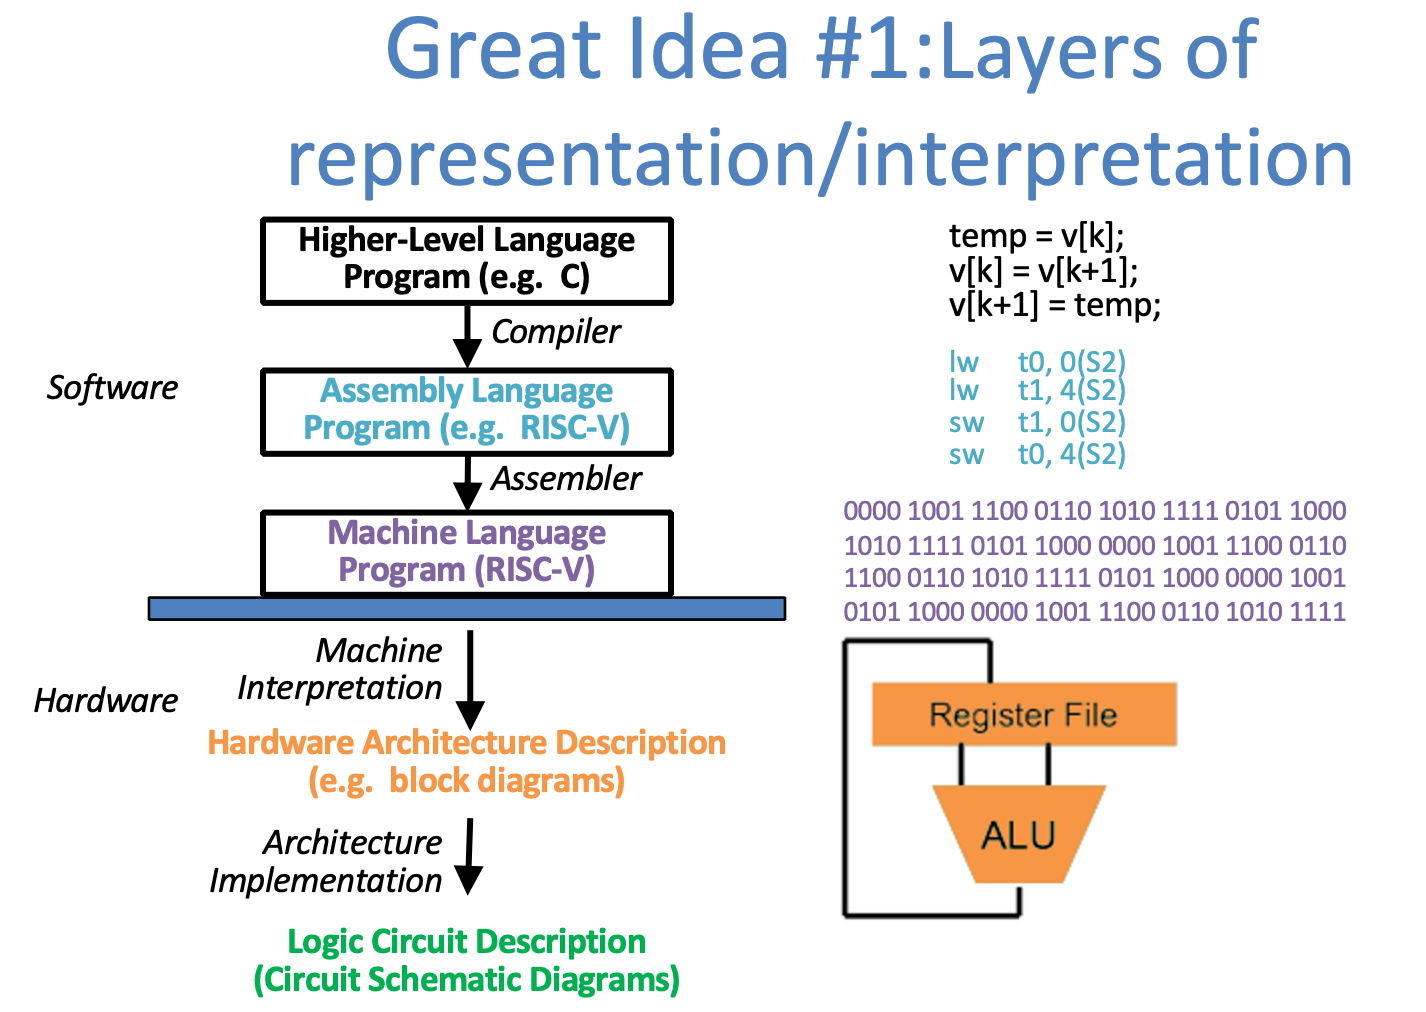 Great Idea #1:Layers of
representation/interpretation
Higher-Level Language
Program (e.g. C)
Compiler
Software
Assembly Language
Program (e.g. RISC-V)
Assembler
Machine Language
Program (RISC-V)
Machine
Interpretation
Hardware
Hardware Architecture Description
(e.g. block diagrams)
Architecture
Implementation
Logic Circuit Description
(Circuit Schematic Diagrams)
temp = v[k];
v[k] = v[k+1];
v[k+1] = temp;
lw t0, 0(S2)
lw t1, 4(S2)
sw t1, 0(S2)
sw t0, 4(S2)
0000 1001 1100 0110 1010 1111 0101 1000
1010 1111 0101 1000 0000 1001 1100 0110
1100 0110 1010 1111 0101 1000 0000 1001
0101 1000 0000 1001 1100 0110 1010 1111
Register File
ALU